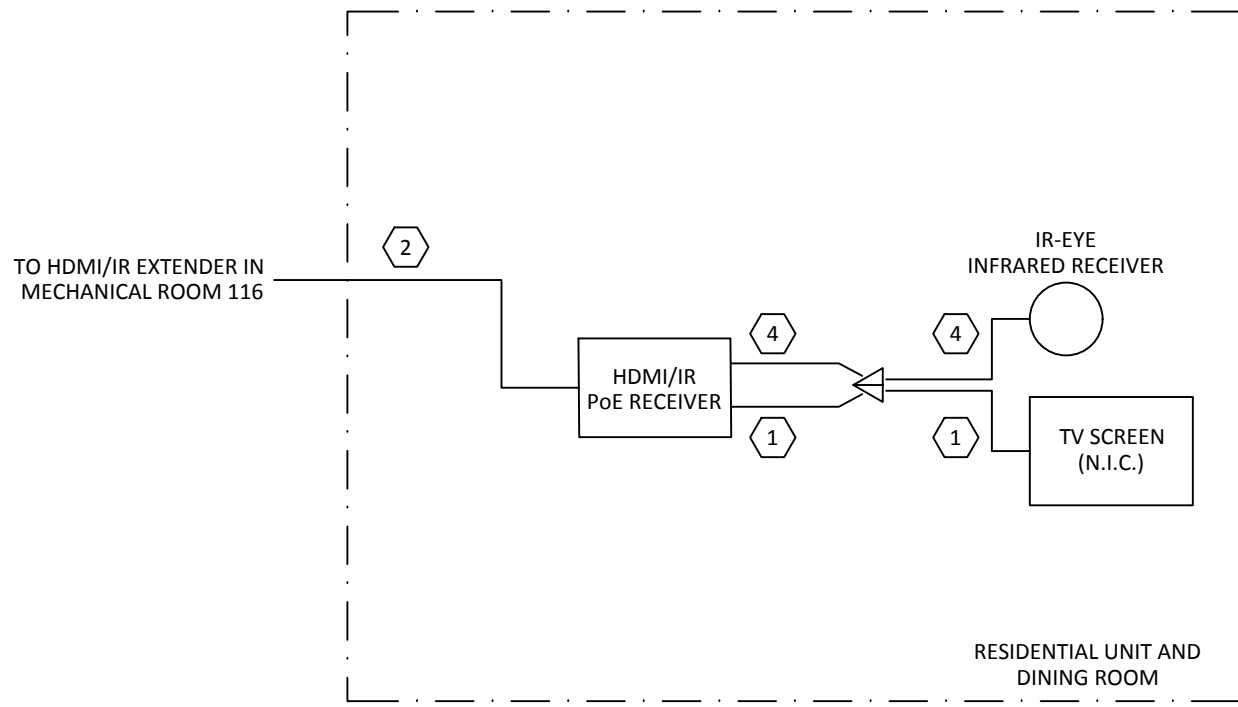 2
TO HDMI/IR EXTENDER IN
MECHANICAL ROOM 116
IR-EYE
INFRARED RECEIVER
4
4
HDMI/IR
PoE RECEIVER
1
1
TV SCREEN
(N.I.C.)
RESIDENTIAL UNIT AND
DINING ROOM